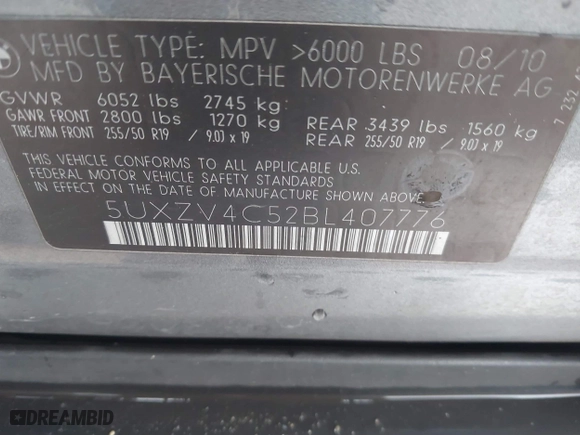 VEHICLE TYPE: MPV >6000 LBS 08/10
MFD BY BAYERISCHE MOTORENWERKE AG
GVWR 6052 lbs 2745 kg
GAWR FRONT 2800 lbs 1270 kg REAR 3439 lbs 1560 kg
TIRE/RIM FRONT 255/50 R19 / 9.0J x 19 REAR 255/50 R19 / 9.0J x 19
THIS VEHICLE CONFORMS TO ALL APPLICABLE U.S.
FEDERAL MOTOR VEHICLE SAFETY STANDARDS
IN EFFECT ON THE DATE OF MANUFACTURE SHOWN ABOVE
5UXZV4C52BL407776
7 232
DREAMBID